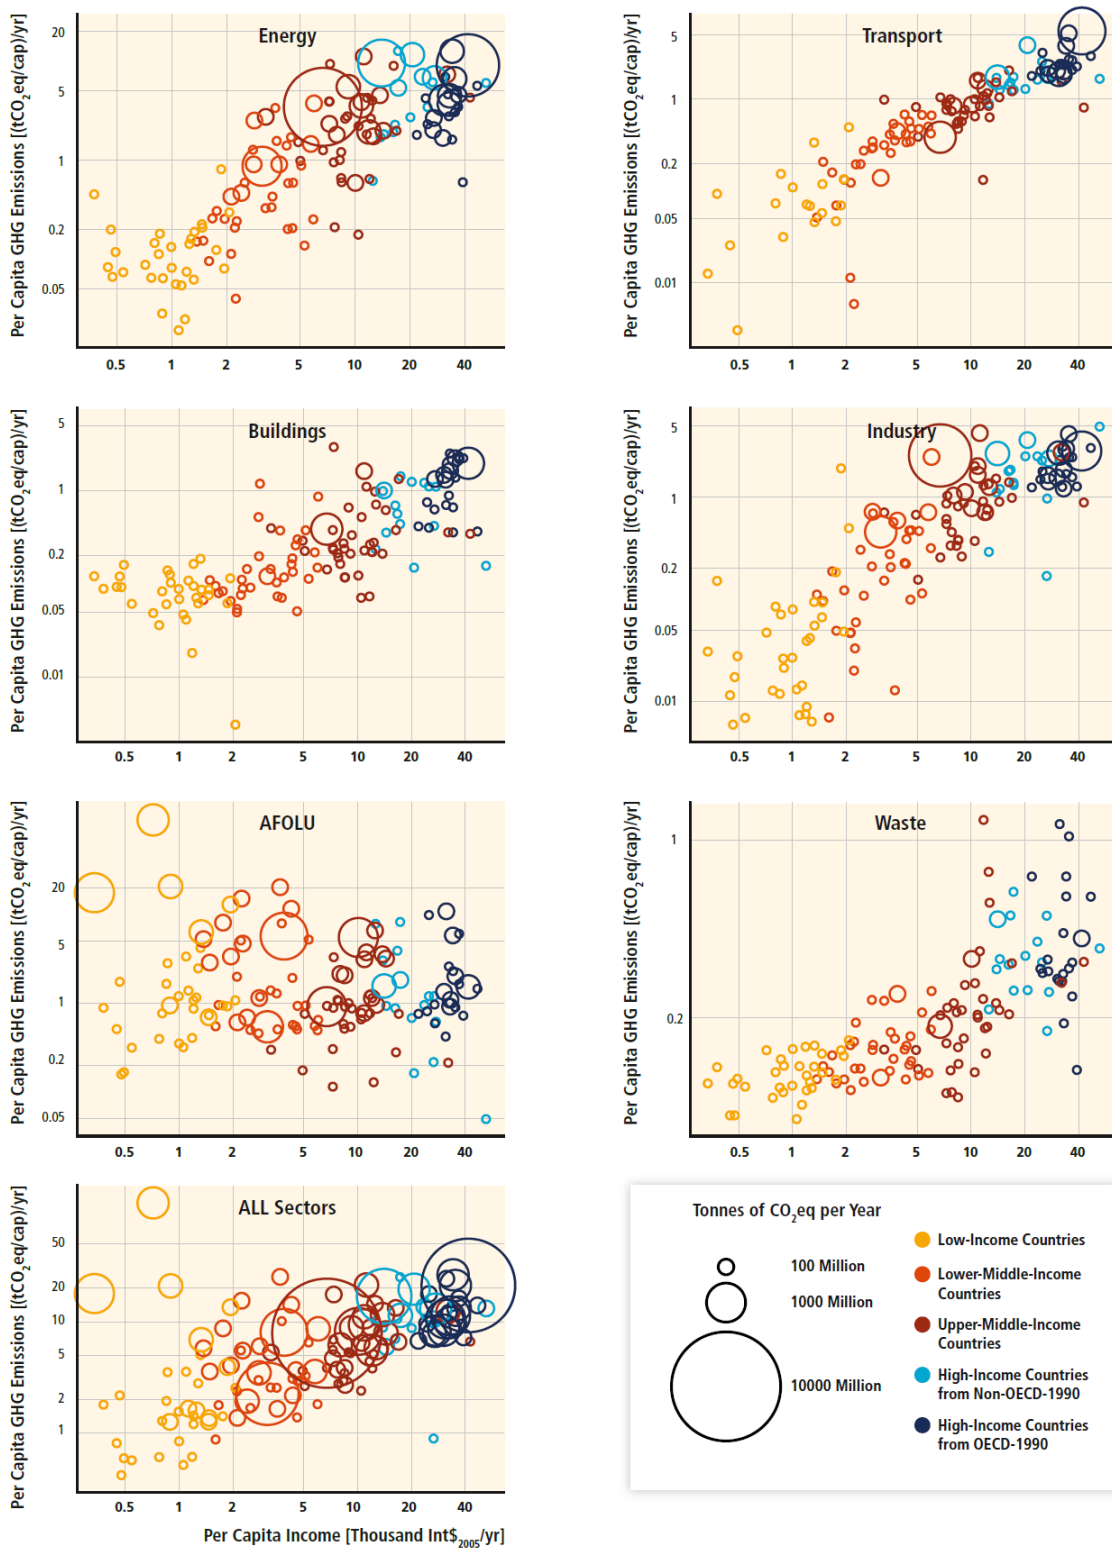 Energy
Per Capita GHG Emissions [(tCO2eq/cap)/yr]
20
5
1
0.2
0.05
0.5 1 2 5 10 20 40
Transport
Per Capita GHG Emissions [(tCO2eq/cap)/yr]
5
1
0.2
0.05
0.01
0.5 1 2 5 10 20 40
Buildings
Per Capita GHG Emissions [(tCO2eq/cap)/yr]
5
1
0.2
0.05
0.01
0.5 1 2 5 10 20 40
Industry
Per Capita GHG Emissions [(tCO2eq/cap)/yr]
5
1
0.2
0.05
0.01
0.5 1 2 5 10 20 40
AFOLU
Per Capita GHG Emissions [(tCO2eq/cap)/yr]
20
5
1
0.2
0.05
0.5 1 2 5 10 20 40
Waste
Per Capita GHG Emissions [(tCO2eq/cap)/yr]
1
0.2
0.5 1 2 5 10 20 40
ALL Sectors
Per Capita GHG Emissions [(tCO2eq/cap)/yr]
50
20
10
5
2
1
0.5 1 2 5 10 20 40
Per Capita Income [Thousand Int$2005/yr]
Tonnes of CO2eq per Year
100 Million
1000 Million
10000 Million
Low-Income Countries
Lower-Middle-Income
Countries
Upper-Middle-Income
Countries
High-Income Countries
from Non-OECD-1990
High-Income Countries
from OECD-1990